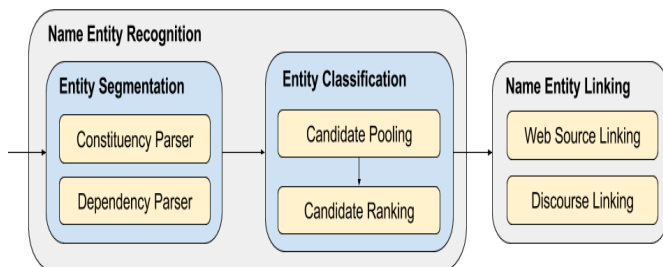 Name Entity Recognition
Entity Segmentation
Constituency Parser
Dependency Parser
Entity Classification
Candidate Pooling
Candidate Ranking
Name Entity Linking
Web Source Linking
Discourse Linking